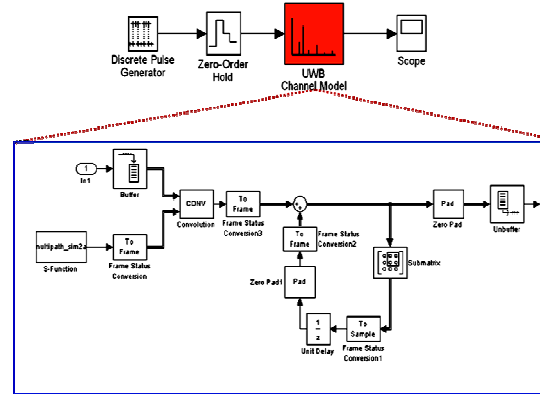 Discrete Pulse
Generator
Zero-Order
Hold
UWB
Channel Model
Scope
1
In1
Buffer
CONV
Convolution
To
Frame
Frame Status
Conversion3
Pad
Zero Pad
Unbuffer
multipath_sim2a
S-Function
To
Frame
Frame Status
Conversion
To
Frame
Frame Status
Conversion2
Submatrix
Zero Pad1
Pad
1
z
Unit Delay
To
Sample
Frame Status
Conversion1